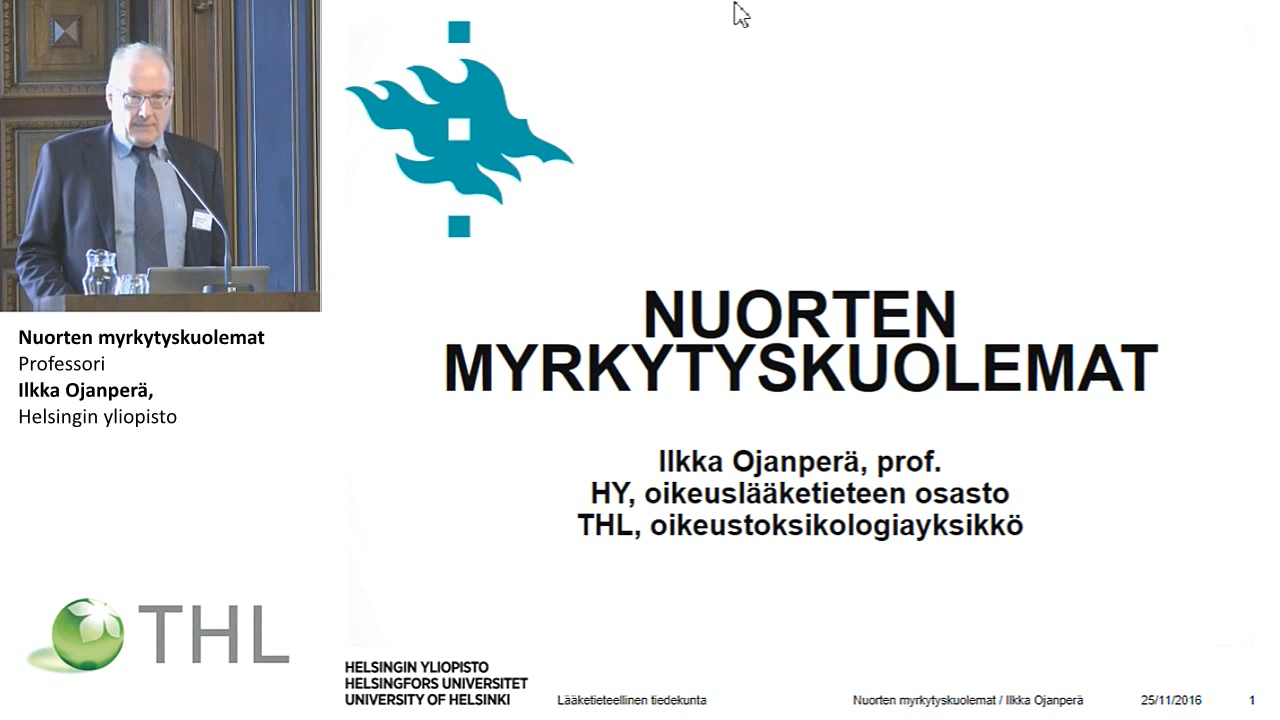 Nuorten myrkytyskuolemat
Professori
Ilkka Ojanperä,
Helsingin yliopisto
THL
NUORTEN
MYRKYTYSKUOLEMAT
Ilkka Ojanperä, prof.
HY, oikeuslääketieteen osasto
THL, oikeustoksikologiayksikkö
HELSINGIN YLIOPISTO
HELSINGFORS UNIVERSITET
UNIVERSITY OF HELSINKI
Lääketieteellinen tiedekunta
Nuorten myrkytyskuolemat / Ilkka Ojanperä
25/11/2016
1